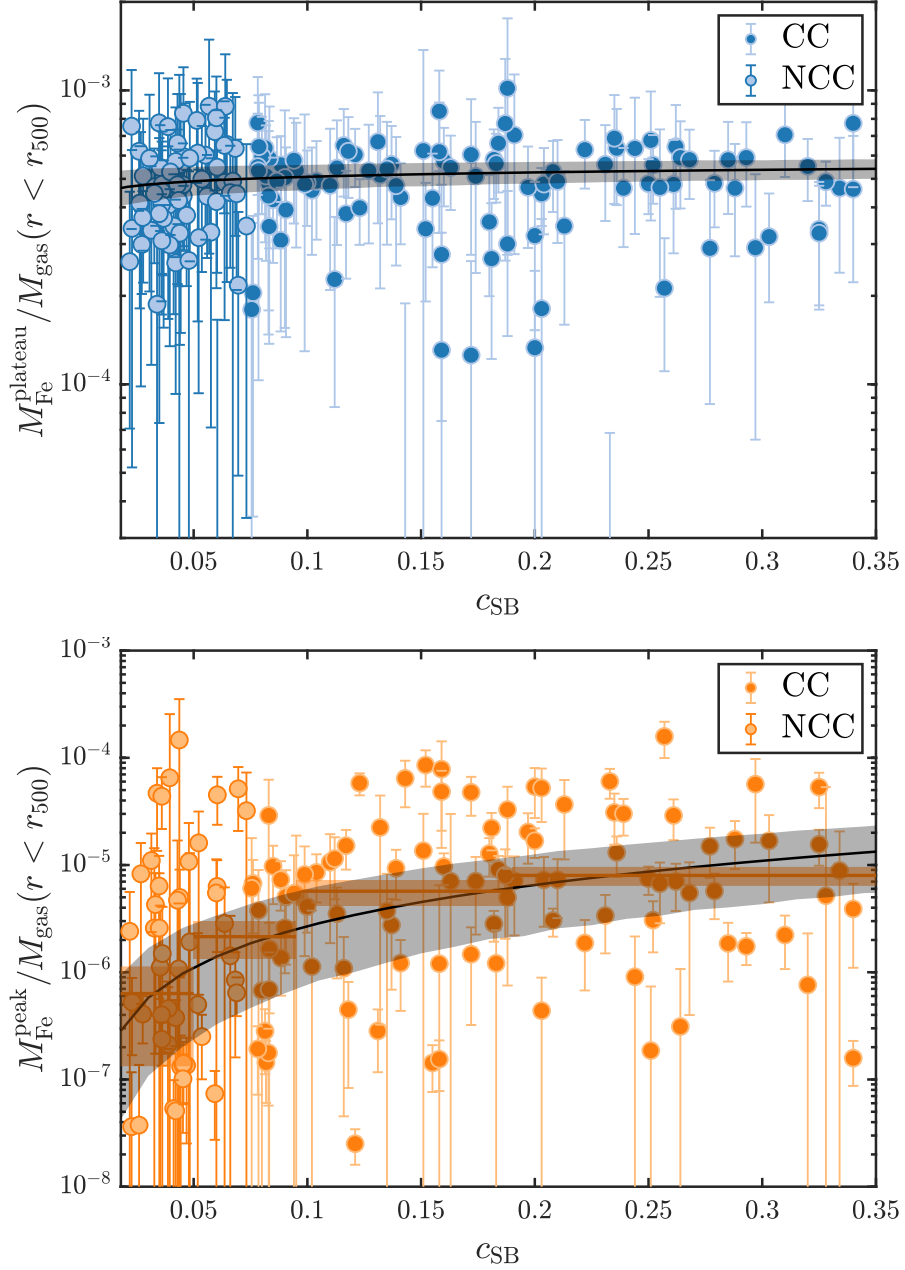 10⁻³
10⁻⁴
M_Fe^plateau/M_gas(r < r₅₀₀)
CC
NCC
0.05 0.1 0.15 0.2 0.25 0.3 0.35
c_SB
10⁻³
10⁻⁴
10⁻⁵
10⁻⁶
10⁻⁷
10⁻⁸
M_Fe^peak/M_gas(r < r₅₀₀)
CC
NCC
0.05 0.1 0.15 0.2 0.25 0.3 0.35
c_SB